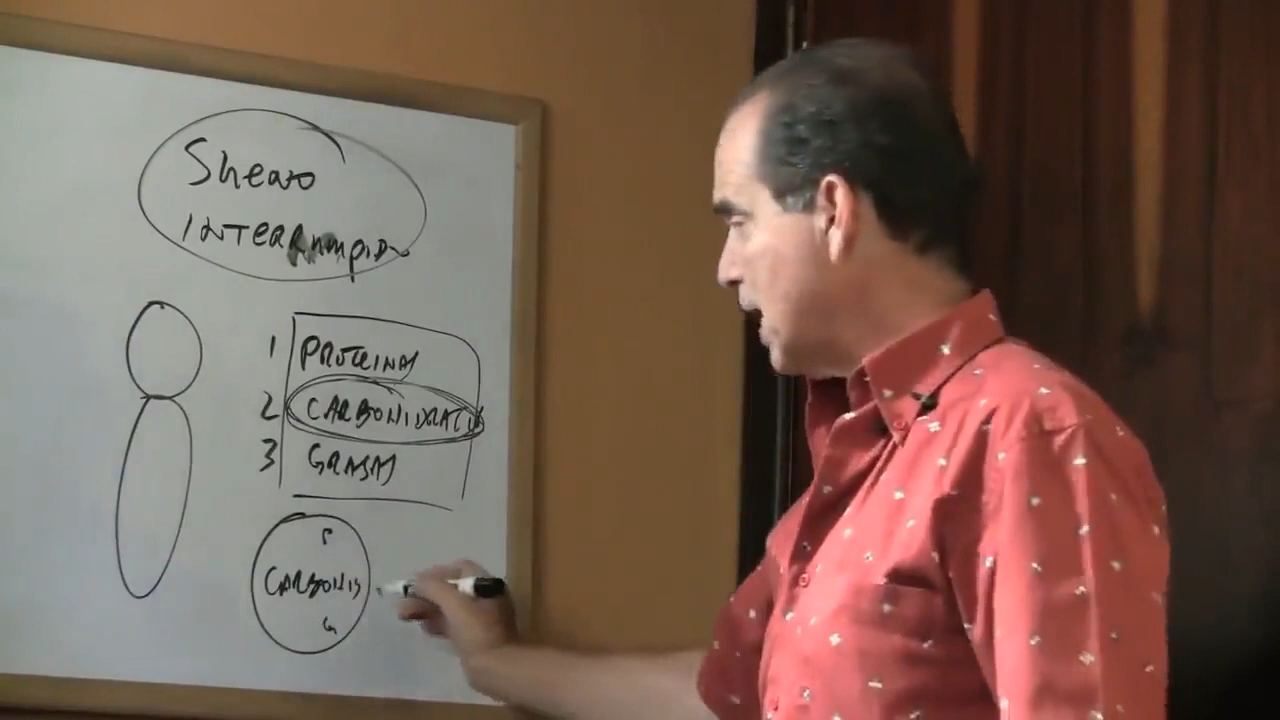 Sueño
INTERRUMPIDO
1 PROTEINAS
2 CARBOHIDRATOS
3 GRASAS
P
CARBOHIS
G